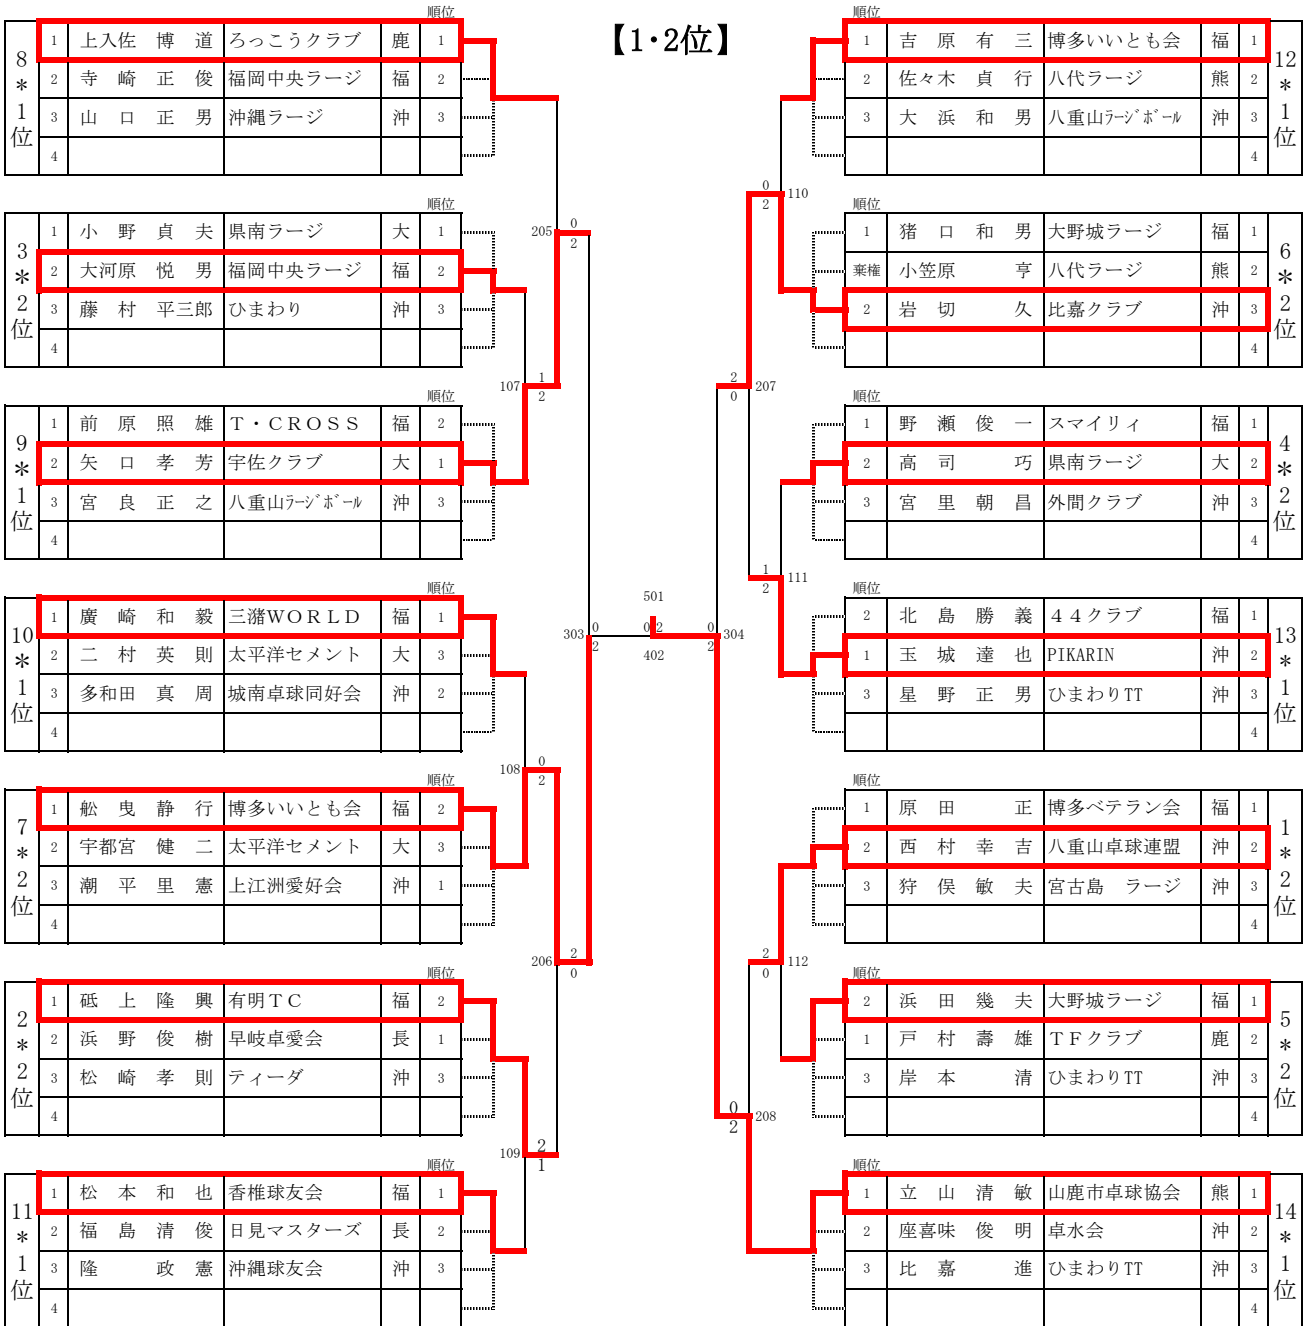 【1・2位】
順位
8＊1位
1 上入佐 博 道 ろっこうクラブ 鹿 1
2 寺 崎 正 俊 福岡中央ラージ 福 2
3 山 口 正 男 沖縄ラージ 沖 3
4
順位
3＊2位
1 小 野 貞 夫 県南ラージ 大 1
2 大河原 悦 男 福岡中央ラージ 福 2
3 藤 村 平三郎 ひまわり 沖 3
4
順位
9＊1位
1 前 原 照 雄 Ｔ・ＣＲＯＳＳ 福 2
2 矢 口 孝 芳 宇佐クラブ 大 1
3 宮 良 正 之 八重山ﾗｰｼﾞﾎﾞｰﾙ 沖 3
4
順位
10＊1位
1 廣 崎 和 毅 三潴ＷＯＲＬＤ 福 1
2 二 村 英 則 太平洋セメント 大 3
3 多和田 真 周 城南卓球同好会 沖 2
4
順位
7＊2位
1 舩 曳 静 行 博多いいとも会 福 2
2 宇都宮 健 二 太平洋セメント 大 3
3 潮 平 里 憲 上江洲愛好会 沖 1
4
順位
2＊2位
1 砥 上 隆 興 有明ＴＣ 福 2
2 浜 野 俊 樹 早岐卓愛会 長 1
3 松 崎 孝 則 ティーダ 沖 3
4
順位
11＊1位
1 松 本 和 也 香椎球友会 福 1
2 福 島 清 俊 日見マスターズ 長 2
3 隆 政 憲 沖縄球友会 沖 3
4
205 0 2
107 1 2
303 0 2
108 0 2
206 2 0
109 2 1
501
0 2
402
0 2 110
2 0 207
1 2 111
0 2 304
2 0 112
0 2 208
順位
12＊1位
1 吉 原 有 三 博多いいとも会 福 1
2 佐々木 貞 行 八代ラージ 熊 2
3 大 浜 和 男 八重山ﾗｰｼﾞﾎﾞｰﾙ 沖 3
4
順位
6＊2位
1 猪 口 和 男 大野城ラージ 福 1
棄権 小笠原 亨 八代ラージ 熊 2
2 岩 切 久 比嘉クラブ 沖 3
4
順位
4＊2位
1 野 瀬 俊 一 スマイリィ 福 1
2 高 司 巧 県南ラージ 大 2
3 宮 里 朝 昌 外間クラブ 沖 3
4
順位
13＊1位
2 北 島 勝 義 ４４クラブ 福 1
1 玉 城 達 也 PIKARIN 沖 2
3 星 野 正 男 ひまわりTT 沖 3
4
順位
1＊2位
1 原 田 正 博多ベテラン会 福 1
2 西 村 幸 吉 八重山卓球連盟 沖 2
3 狩 俣 敏 夫 宮古島 ラージ 沖 3
4
順位
5＊2位
2 浜 田 幾 夫 大野城ラージ 福 1
1 戸 村 壽 雄 ＴＦクラブ 鹿 2
3 岸 本 清 ひまわりTT 沖 3
4
順位
14＊1位
1 立 山 清 敏 山鹿市卓球協会 熊 1
2 座喜味 俊 明 卓水会 沖 2
3 比 嘉 進 ひまわりTT 沖 3
4